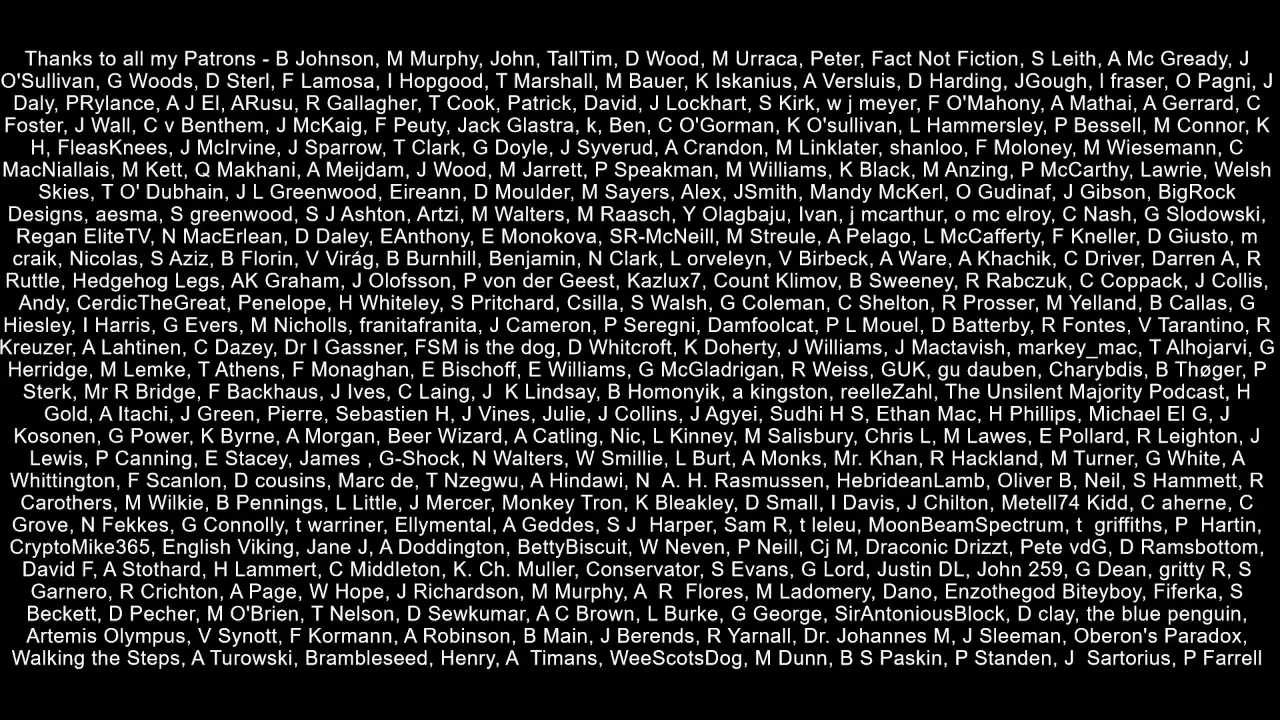 Thanks to all my Patrons - B Johnson, M Murphy, John, TallTim, D Wood, M Urraca, Peter, Fact Not Fiction, S Leith, A Mc Gready, J
O'Sullivan, G Woods, D Sterl, F Lamosa, I Hopgood, T Marshall, M Bauer, K Iskanius, A Versluis, D Harding, JGough, I fraser, O Pagni, J
Daly, PRylance, A J El, ARusu, R Gallagher, T Cook, Patrick, David, J Lockhart, S Kirk, w j meyer, F O'Mahony, A Mathai, A Gerrard, C
Foster, J Wall, C v Benthem, J McKaig, F Peuty, Jack Glastra, k, Ben, C O'Gorman, K O'sullivan, L Hammersley, P Bessell, M Connor, K
H, FleasKnees, J McIrvine, J Sparrow, T Clark, G Doyle, J Syverud, A Crandon, M Linklater, shanloo, F Moloney, M Wiesemann, C
MacNiallais, M Kett, Q Makhani, A Meijdam, J Wood, M Jarrett, P Speakman, M Williams, K Black, M Anzing, P McCarthy, Lawrie, Welsh
Skies, T O' Dubhain, J L Greenwood, Eireann, D Moulder, M Sayers, Alex, JSmith, Mandy McKerl, O Gudinaf, J Gibson, BigRock
Designs, aesma, S greenwood, S J Ashton, Artzi, M Walters, M Raasch, Y Olagbaju, Ivan, j mcarthur, o mc elroy, C Nash, G Slodowski,
Regan EliteTV, N MacErlean, D Daley, EAnthony, E Monokova, SR-McNeill, M Streule, A Pelago, L McCafferty, F Kneller, D Giusto, m
craik, Nicolas, S Aziz, B Florin, V Virág, B Burnhill, Benjamin, N Clark, L orveleyn, V Birbeck, A Ware, A Khachik, C Driver, Darren A, R
Ruttle, Hedgehog Legs, AK Graham, J Olofsson, P von der Geest, Kazlux7, Count Klimov, B Sweeney, R Rabczuk, C Coppack, J Collis,
Andy, CerdicTheGreat, Penelope, H Whiteley, S Pritchard, Csilla, S Walsh, G Coleman, C Shelton, R Prosser, M Yelland, B Callas, G
Hiesley, I Harris, G Evers, M Nicholls, franitafranita, J Cameron, P Seregni, Damfoolcat, P L Mouel, D Batterby, R Fontes, V Tarantino, R
Kreuzer, A Lahtinen, C Dazey, Dr I Gassner, FSM is the dog, D Whitcroft, K Doherty, J Williams, J Mactavish, markey_mac, T Alhojarvi, G
Herridge, M Lemke, T Athens, F Monaghan, E Bischoff, E Williams, G McGladrigan, R Weiss, GUK, gu dauben, Charybdis, B Thøger, P
Sterk, Mr R Bridge, F Backhaus, J Ives, C Laing, J  K Lindsay, B Homonyik, a kingston, reelleZahl, The Unsilent Majority Podcast, H
Gold, A Itachi, J Green, Pierre, Sebastien H, J Vines, Julie, J Collins, J Agyei, Sudhi H S, Ethan Mac, H Phillips, Michael El G, J
Kosonen, G Power, K Byrne, A Morgan, Beer Wizard, A Catling, Nic, L Kinney, M Salisbury, Chris L, M Lawes, E Pollard, R Leighton, J
Lewis, P Canning, E Stacey, James , G-Shock, N Walters, W Smillie, L Burt, A Monks, Mr. Khan, R Hackland, M Turner, G White, A
Whittington, F Scanlon, D cousins, Marc de, T Nzegwu, A Hindawi, N  A. H. Rasmussen, HebrideanLamb, Oliver B, Neil, S Hammett, R
Carothers, M Wilkie, B Pennings, L Little, J Mercer, Monkey Tron, K Bleakley, D Small, I Davis, J Chilton, Metell74 Kidd, C aherne, C
Grove, N Fekkes, G Connolly, t warriner, Ellymental, A Geddes, S J  Harper, Sam R, t leleu, MoonBeamSpectrum, t  griffiths, P  Hartin,
CryptoMike365, English Viking, Jane J, A Doddington, BettyBiscuit, W Neven, P Neill, Cj M, Draconic Drizzt, Pete vdG, D Ramsbottom,
David F, A Stothard, H Lammert, C Middleton, K. Ch. Muller, Conservator, S Evans, G Lord, Justin DL, John 259, G Dean, gritty R, S
Garnero, R Crichton, A Page, W Hope, J Richardson, M Murphy, A  R  Flores, M Ladomery, Dano, Enzothegod Biteyboy, Fiferka, S
Beckett, D Pecher, M O'Brien, T Nelson, D Sewkumar, A C Brown, L Burke, G George, SirAntoniousBlock, D clay, the blue penguin,
Artemis Olympus, V Synott, F Kormann, A Robinson, B Main, J Berends, R Yarnall, Dr. Johannes M, J Sleeman, Oberon's Paradox,
Walking the Steps, A Turowski, Brambleseed, Henry, A  Timans, WeeScotsDog, M Dunn, B S Paskin, P Standen, J  Sartorius, P Farrell